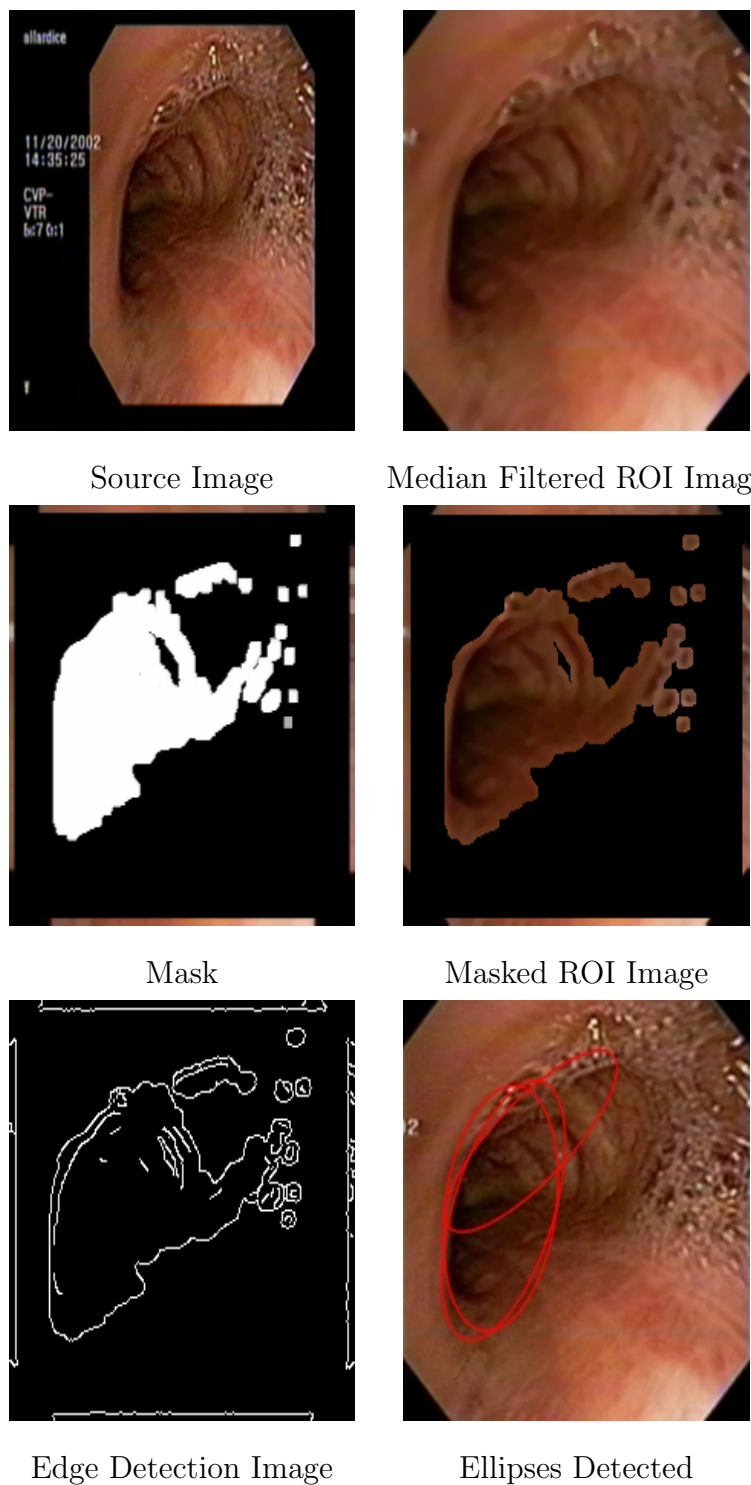 allardice
11/20/2002
14:35:25
CVP-
VTR
Source Image
Median Filtered ROI Imag
Mask
Masked ROI Image
Edge Detection Image
Ellipses Detected